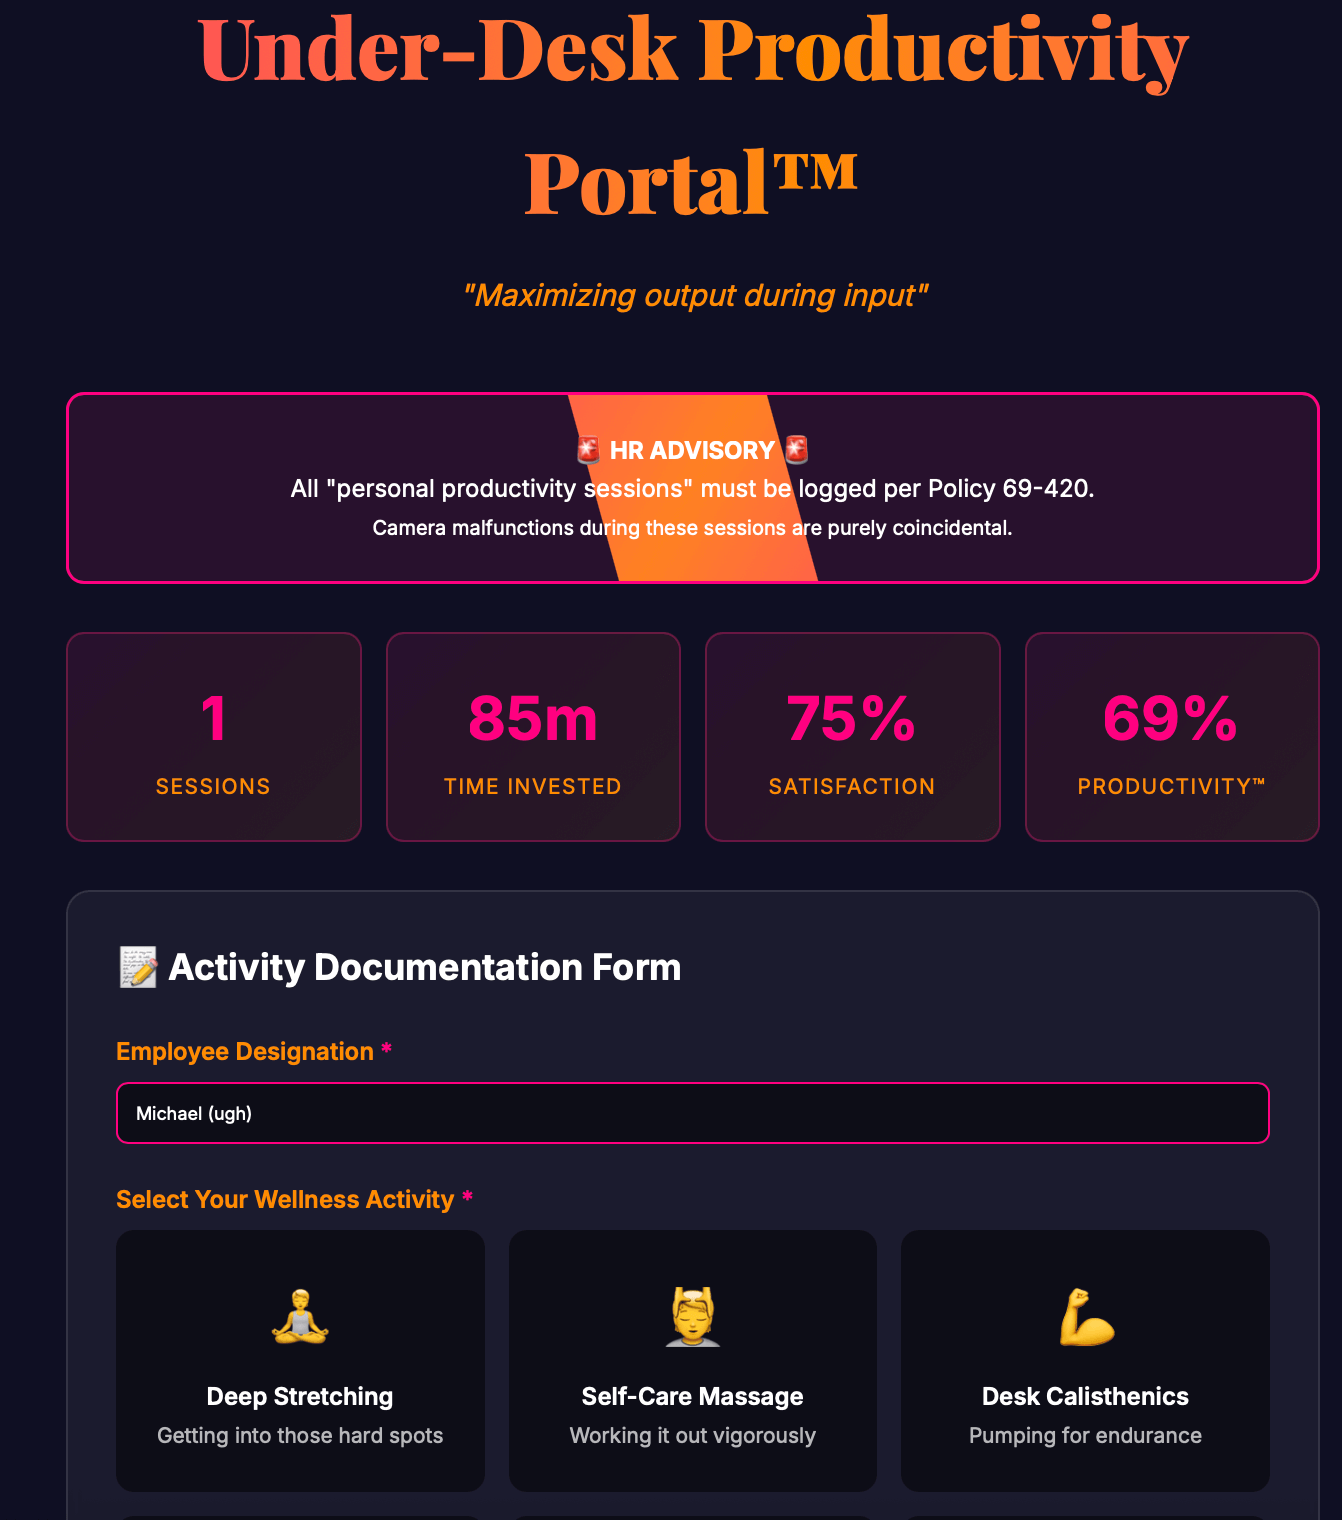 Under-Desk Productivity
Portal™
"Maximizing output during input"
🚨 HR ADVISORY 🚨
All "personal productivity sessions" must be logged per Policy 69-420.
Camera malfunctions during these sessions are purely coincidental.
1
SESSIONS
85m
TIME INVESTED
75%
SATISFACTION
69%
PRODUCTIVITY™
📝 Activity Documentation Form
Employee Designation *
Michael (ugh)
Select Your Wellness Activity *
Deep Stretching
Getting into those hard spots
Self-Care Massage
Working it out vigorously
Desk Calisthenics
Pumping for endurance